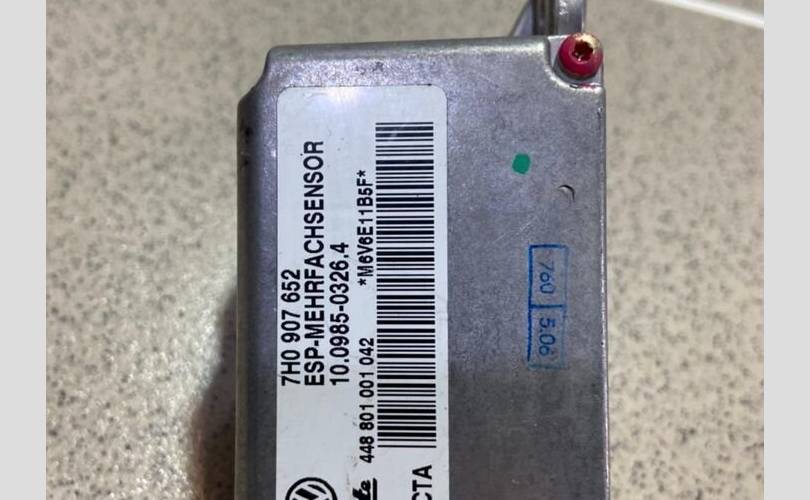 7H0 907 652
ESP-MEHRFACHSENSOR
10.0985-0326.4
448 801 001 042 *M6V6E11B5F*
CTA
760 5.06